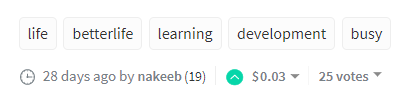 life betterlife learning development busy
28 days ago by nakeeb (19) $0.03 25 votes